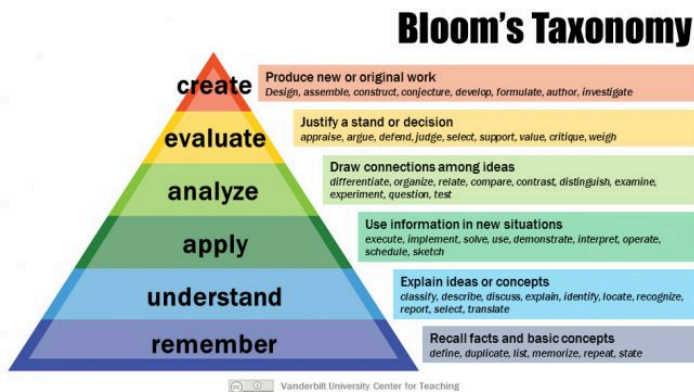 Bloom's Taxonomy
create
Produce new or original work
Design, assemble, construct, conjecture, develop, formulate, author, investigate
evaluate
Justify a stand or decision
appraise, argue, defend, judge, select, support, value, critique, weigh
analyze
Draw connections among ideas
differentiate, organize, relate, compare, contrast, distinguish, examine,
experiment, question, test
apply
Use information in new situations
execute, implement, solve, use, demonstrate, interpret, operate,
schedule, sketch
understand
Explain ideas or concepts
classify, describe, discuss, explain, identify, locate, recognize,
report, select, translate
remember
Recall facts and basic concepts
define, duplicate, list, memorize, repeat, state
Vanderbilt University Center for Teaching